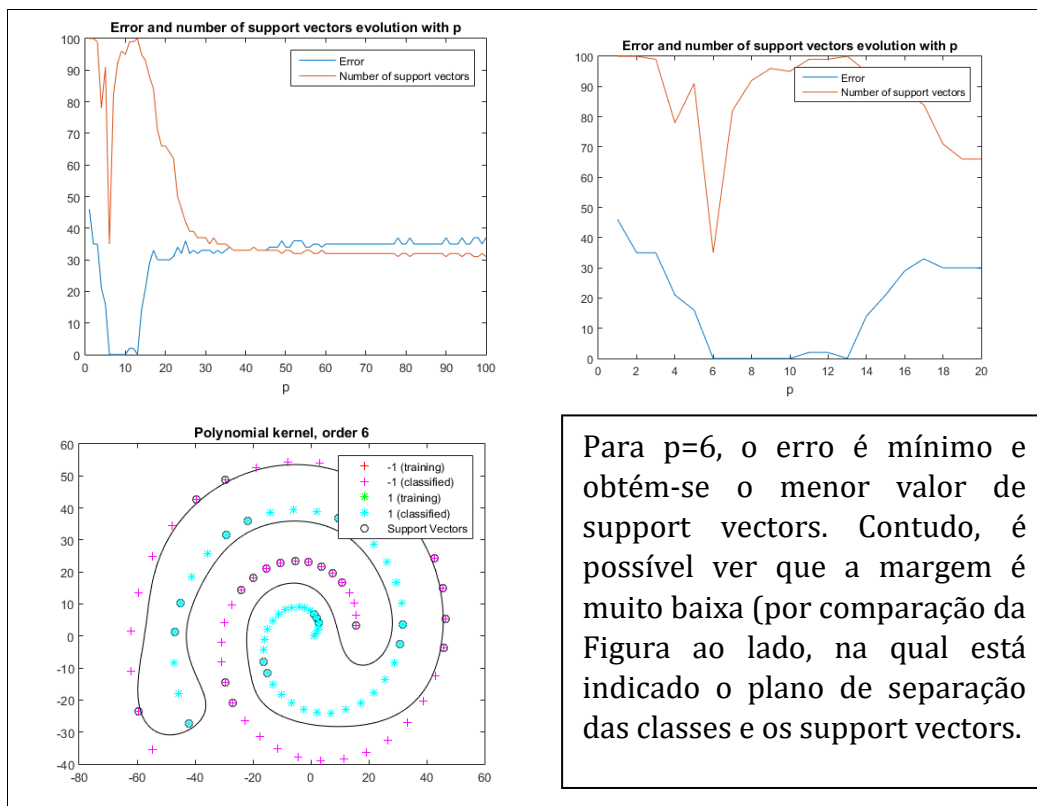 Error and number of support vectors evolution with p
100
90
80
70
60
50
40
30
20
10
0
Error
Number of support vectors
0 10 20 30 40 50 60 70 80 90 100
p
Error and number of support vectors evolution with p
100
90
80
70
60
50
40
30
20
10
0
Error
Number of support vectors
0 2 4 6 8 10 12 14 16 18 20
p
Polynomial kernel, order 6
60
50
40
30
20
10
0
-10
-20
-30
-40
-1 (training)
-1 (classified)
1 (training)
1 (classified)
Support Vectors
-80 -60 -40 -20 0 20 40 60
Para p=6, o erro é mínimo e
obtém-se o menor valor de
support vectors. Contudo, é
possível ver que a margem é
muito baixa (por comparação da
Figura ao lado, na qual está
indicado o plano de separação
das classes e os support vectors.